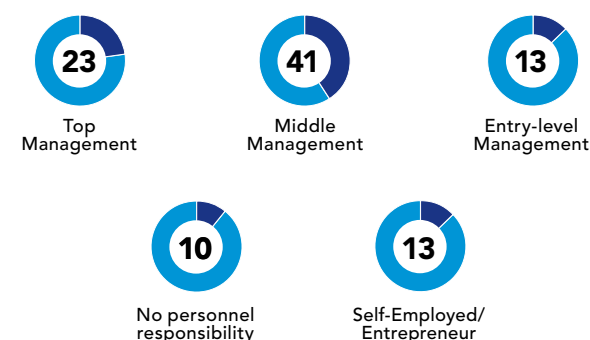 23
Top
Management
41
Middle
Management
13
Entry-level
Management
10
No personnel
responsibility
13
Self-Employed/
Entrepreneur